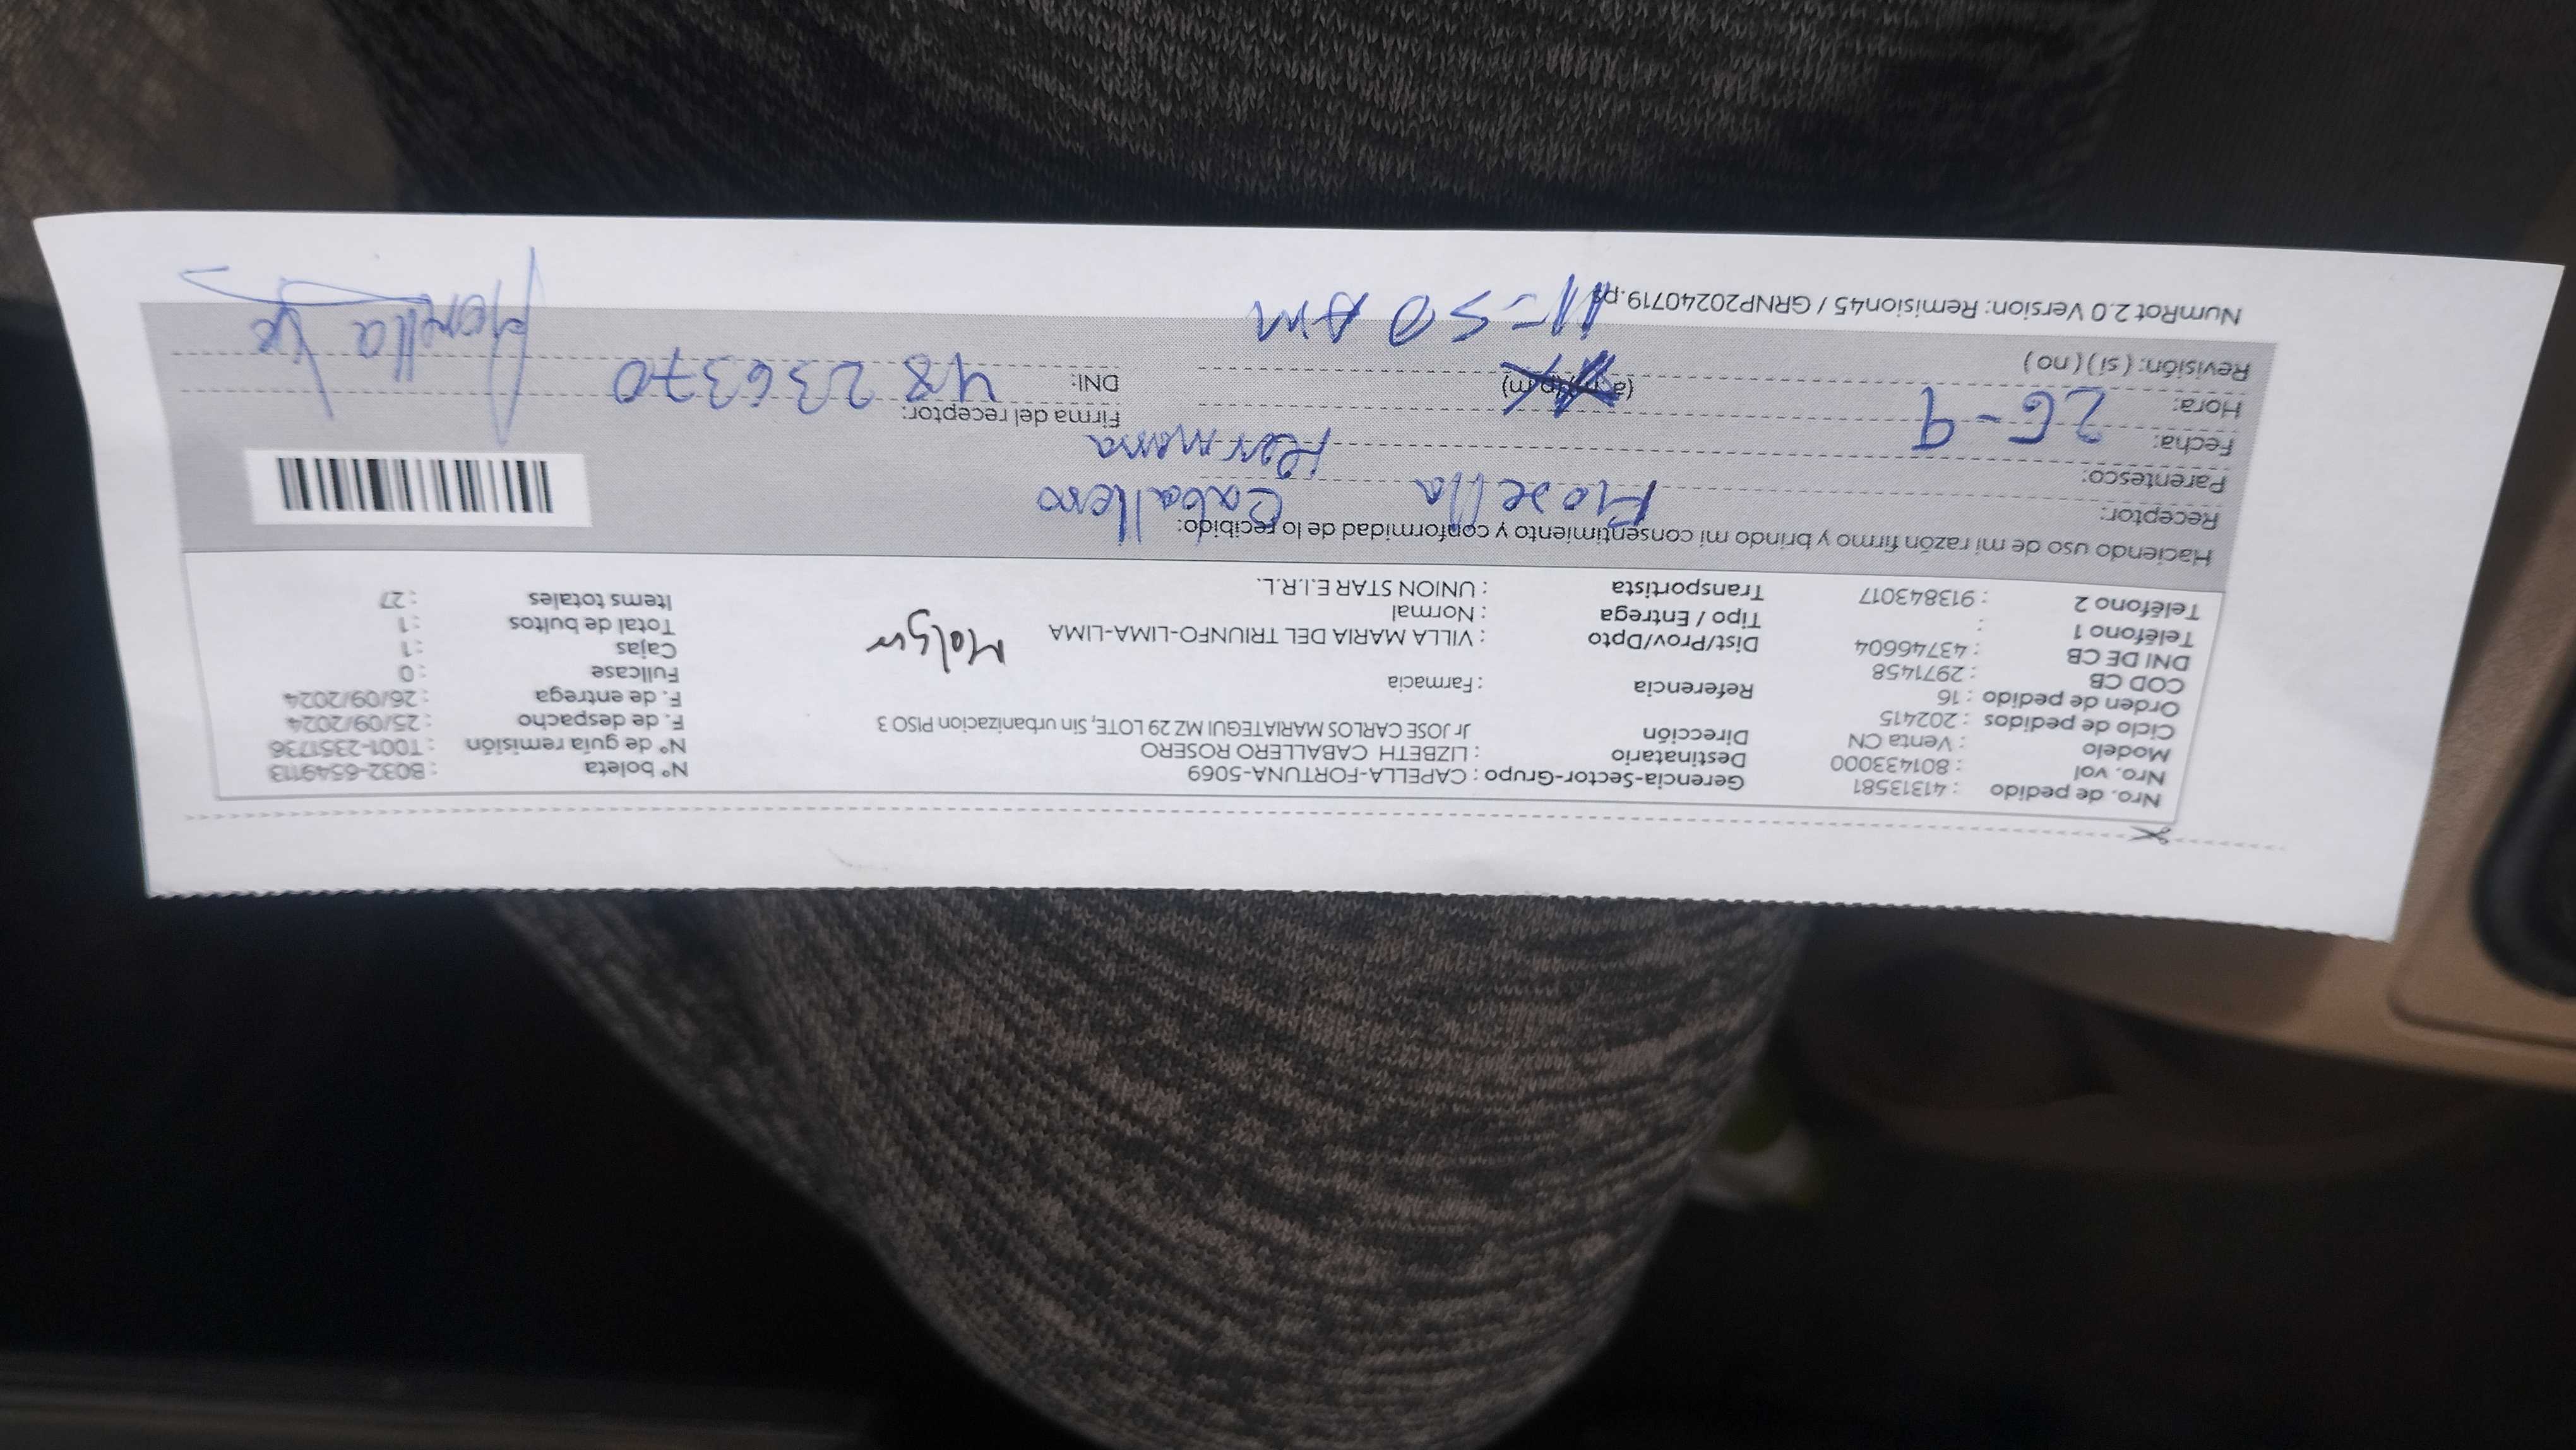 Nro. de pedido : 41313581
Nro. vol : 801433000
Modelo : Venta CN
Ciclo de pedidos : 202415
Orden de pedido : 16
COD CB : 2971458
DNI DE CB : 43746604
Teléfono 1 :
Teléfono 2 : 913843017
Gerencia-Sector-Grupo : CAPELLA-FORTUNA-5069
Destinatario : LIZBETH CABALLERO ROSERO
Dirección Jr JOSE CARLOS MARIATEGUI MZ 29 LOTE, Sin urbanizacion PISO 3
Referencia : Farmacia
Dist/Prov/Dpto : VILLA MARIA DEL TRIUNFO-LIMA-LIMA
Tipo / Entrega : Normal
Transportista : UNION STAR E.I.R.L.
N° boleta : B032-6549113
N° de guía remisión : T001-2351736
F. de despacho : 25/09/2024
F. de entrega : 26/09/2024
Fullcase : 0
Cajas : 1
Total de bultos : 1
Items totales : 27
Haciendo uso de mi razón firmo y brindo mi consentimiento y conformidad de lo recibido:
Receptor: Caballero
Parentesco: Hermana
Fecha: 26-9
Hora: (a.m)(p.m)
Revisión: (si) (no) 11-50 AM
Firma del receptor:
DNI: 48236370
NumRot 2.0 Version: Remision45 / GRNP20240719.ps